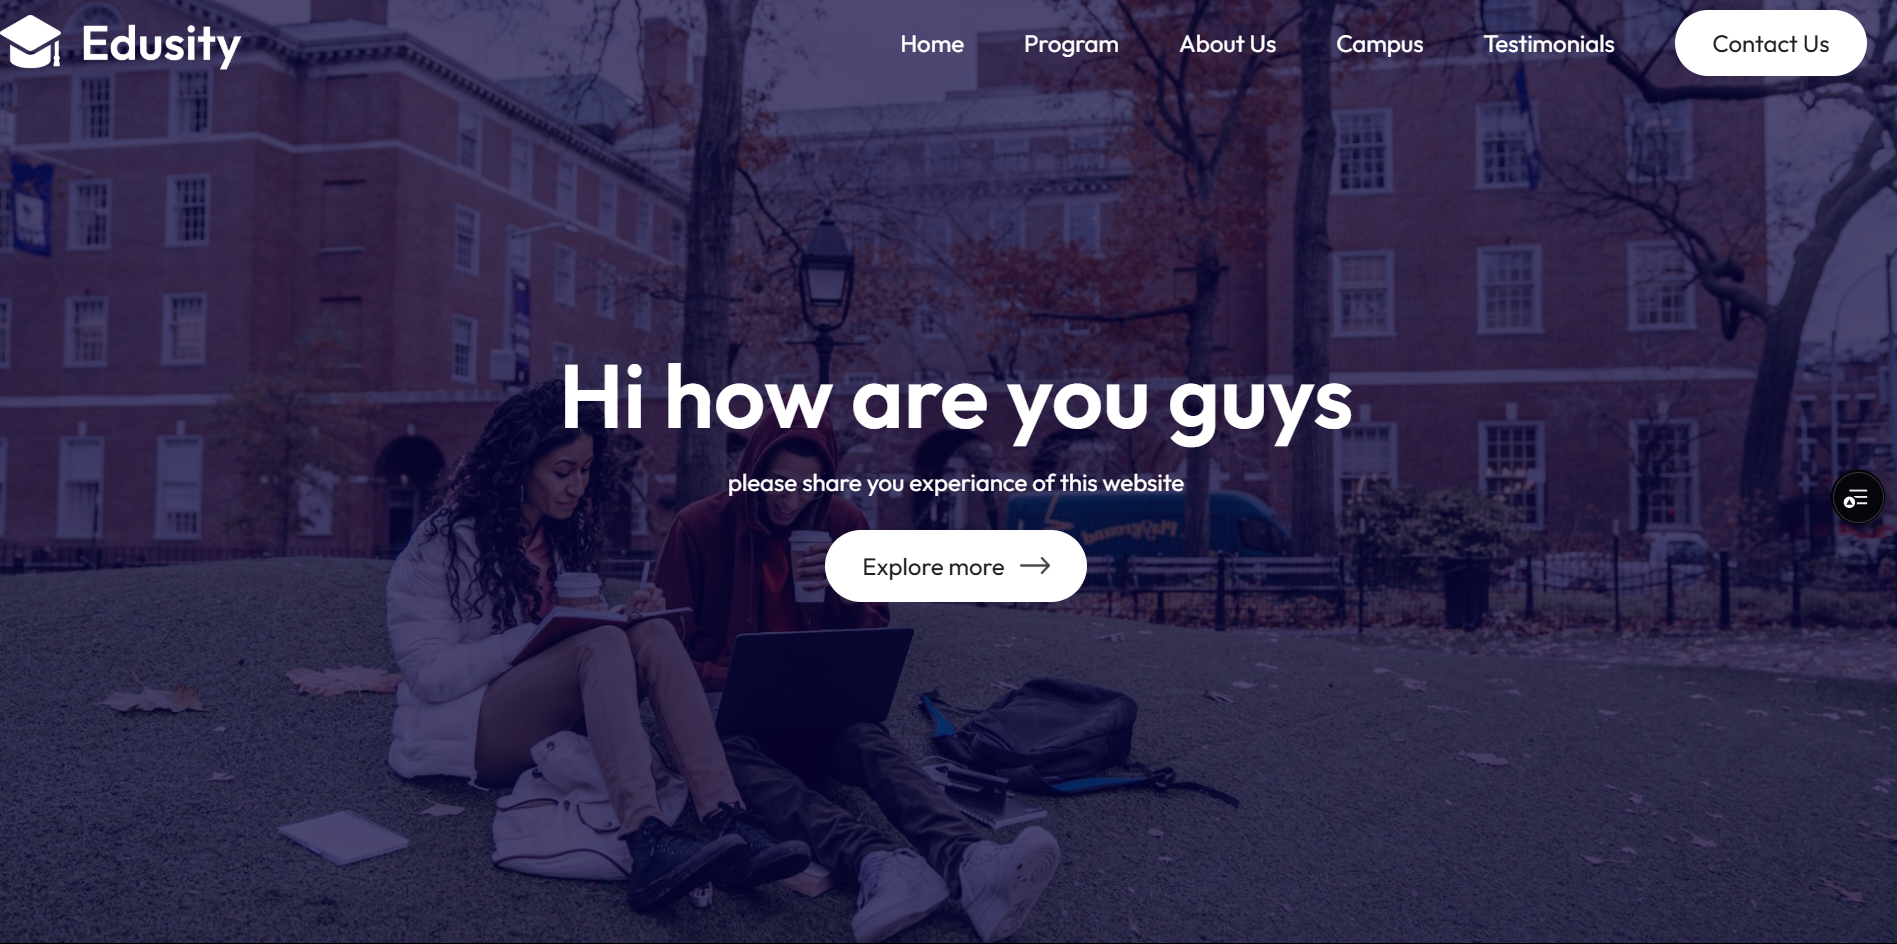 Edusity
Home Program About Us Campus Testimonials Contact Us
Hi how are you guys
please share you experiance of this website
Explore more